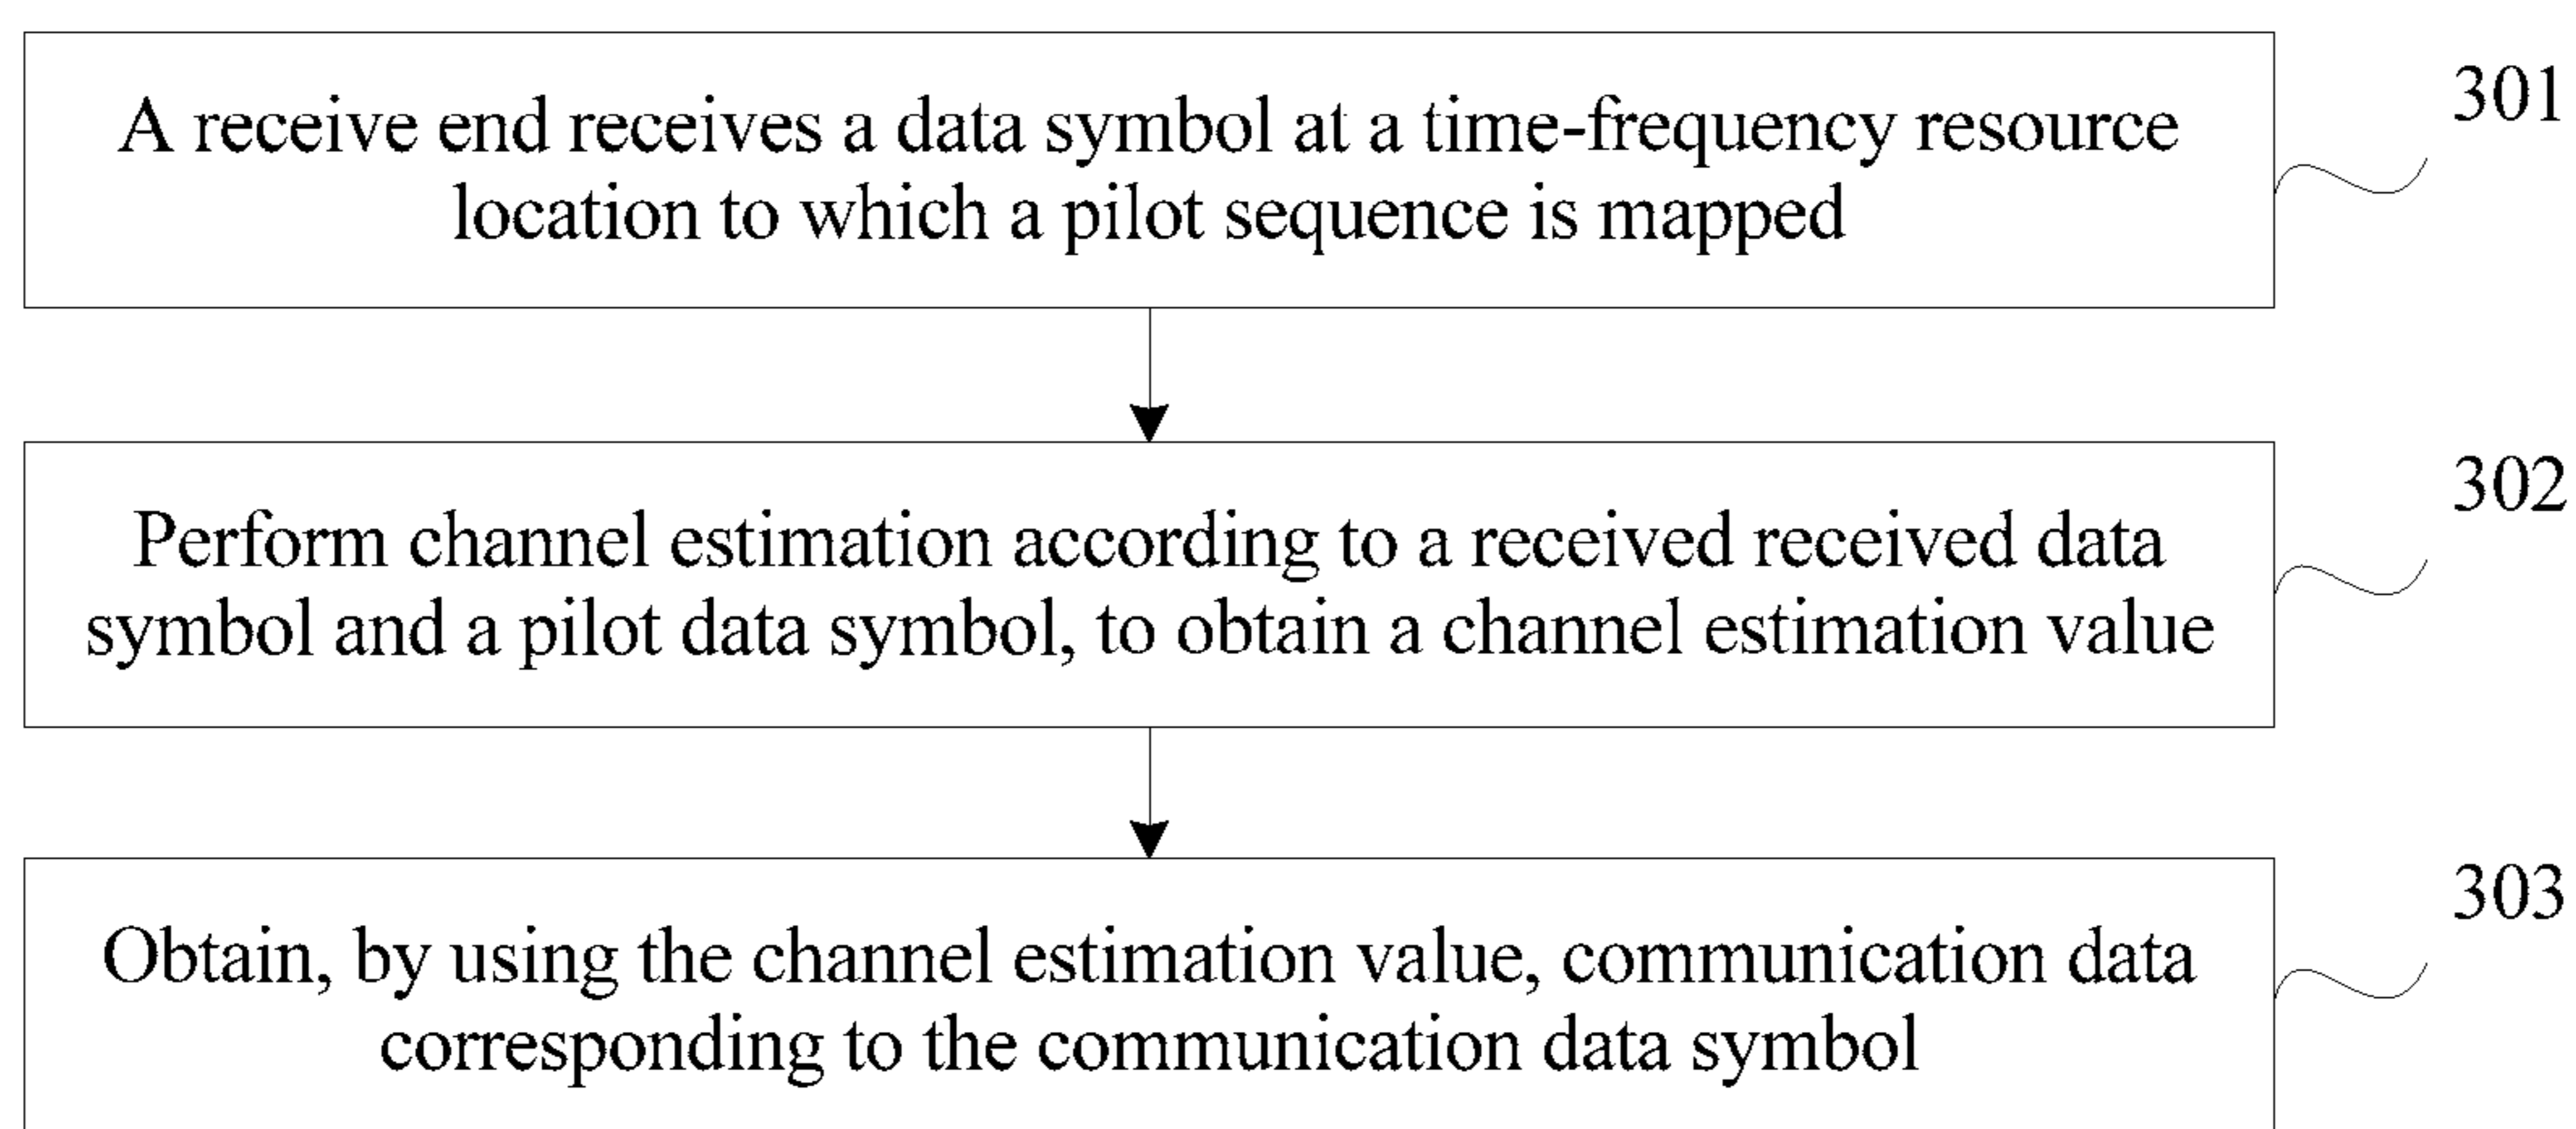 A receive end receives a data symbol at a time-frequency resource
location to which a pilot sequence is mapped
301
Perform channel estimation according to a received received data
symbol and a pilot data symbol, to obtain a channel estimation value
302
Obtain, by using the channel estimation value, communication data
corresponding to the communication data symbol
303